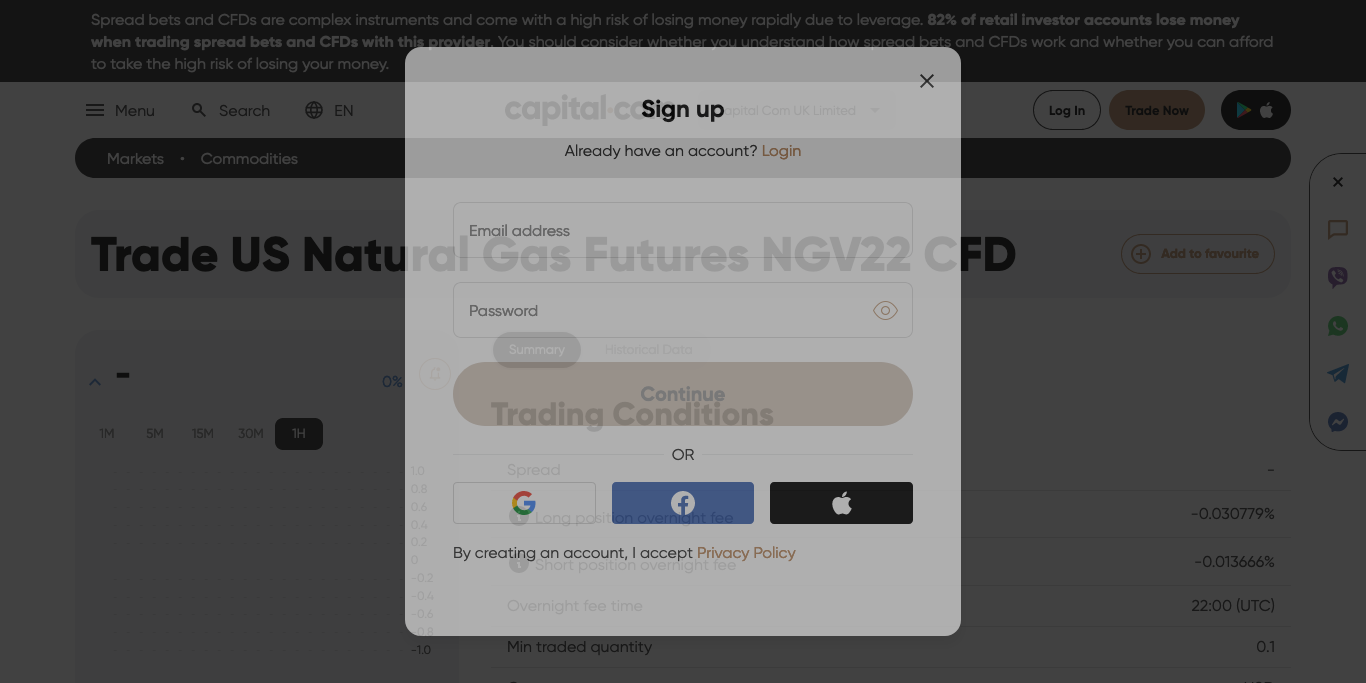 Spread bets and CFDs are complex instruments and come with a high risk of losing money rapidly due to leverage. 82% of retail investor accounts lose money
when trading spread bets and CFDs with this provider. You should consider whether you understand how spread bets and CFDs work and whether you can afford
to take the high risk of losing your money.
Menu
Search
EN
capital.co
apital Com UK Limited
Log In
Trade Now
Sign up
Already have an account? Login
Markets • Commodities
Email address
Trade US Natural Gas Futures NGV22 CFD
Add to favourite
Password
Summary
Historical Data
-
0%
Continue
Trading Conditions
1M 5M 15M 30M 1H
OR
Spread
-
1.0
0.8
0.6
0.4
0.2
0
-0.2
-0.4
-0.6
-0.8
-1.0
Long position overnight fee
-0.030779%
By creating an account, I accept Privacy Policy
Short position overnight fee
-0.013666%
Overnight fee time
22:00 (UTC)
Min traded quantity
0.1